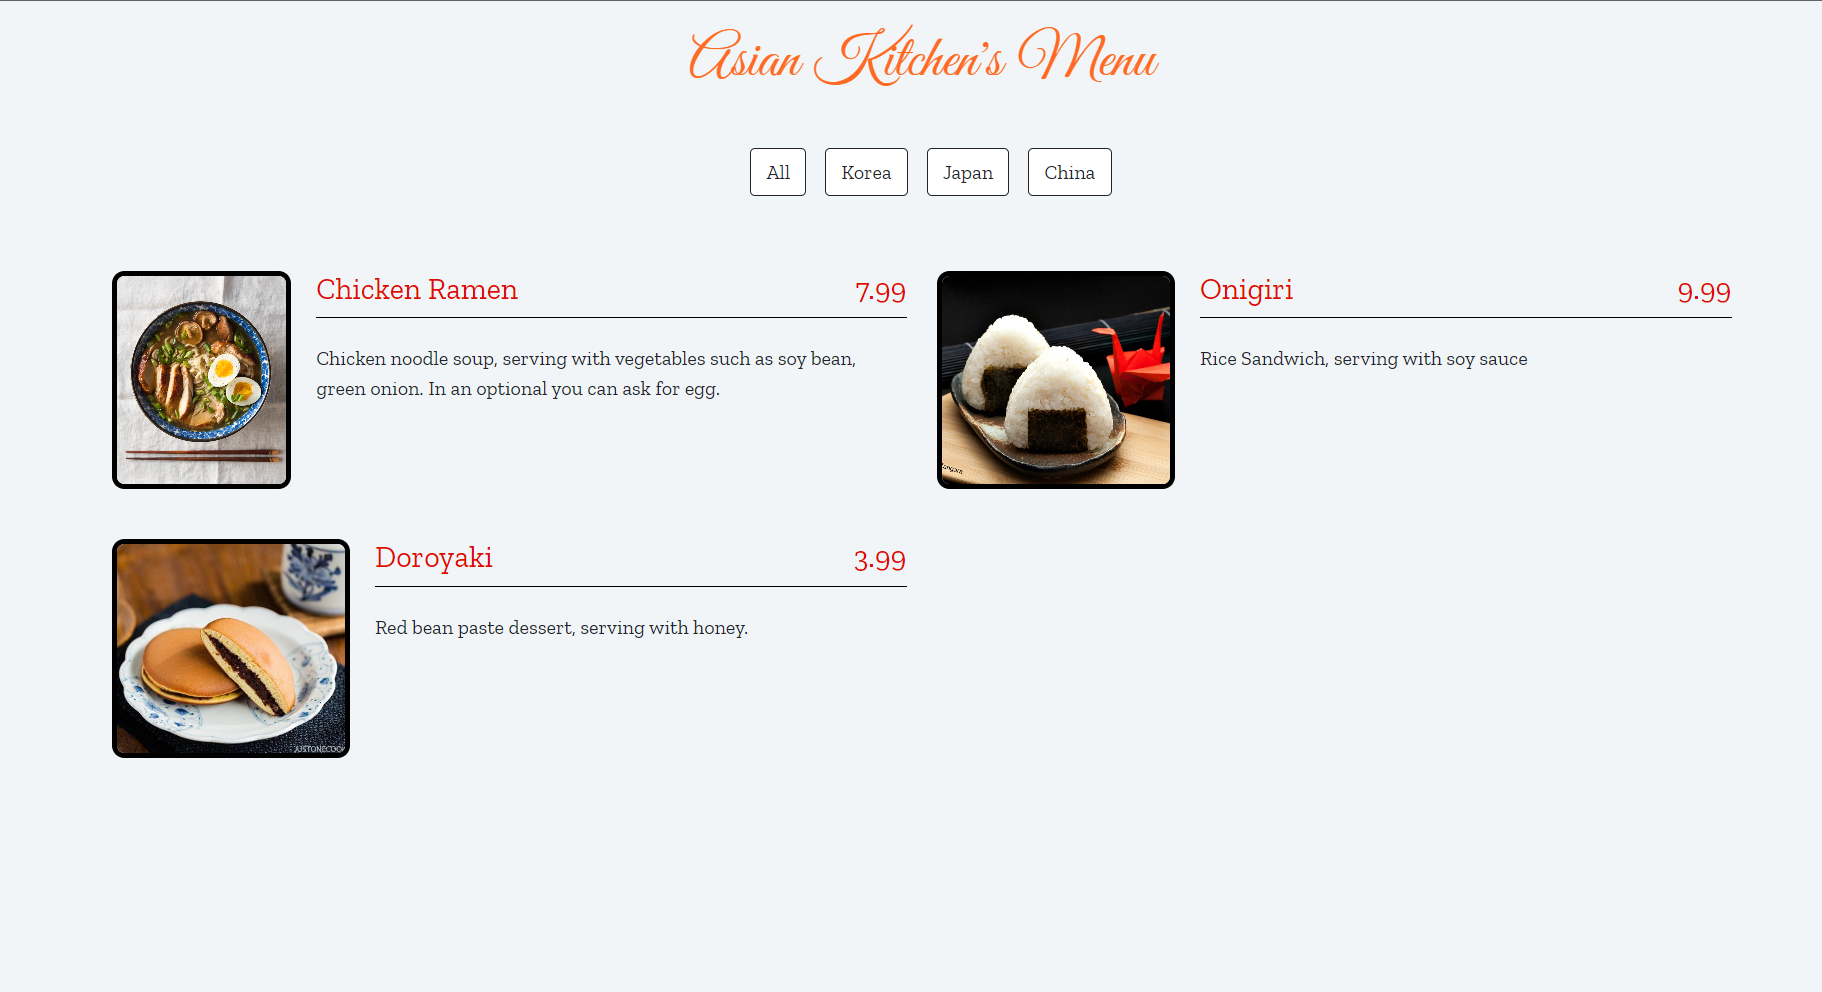 Asian Kitchen's Menu
All
Korea
Japan
China
Chicken Ramen
7.99
Chicken noodle soup, serving with vegetables such as soy bean,
green onion. In an optional you can ask for egg.
Onigiri
9.99
Rice Sandwich, serving with soy sauce
Doroyaki
3.99
Red bean paste dessert, serving with honey.